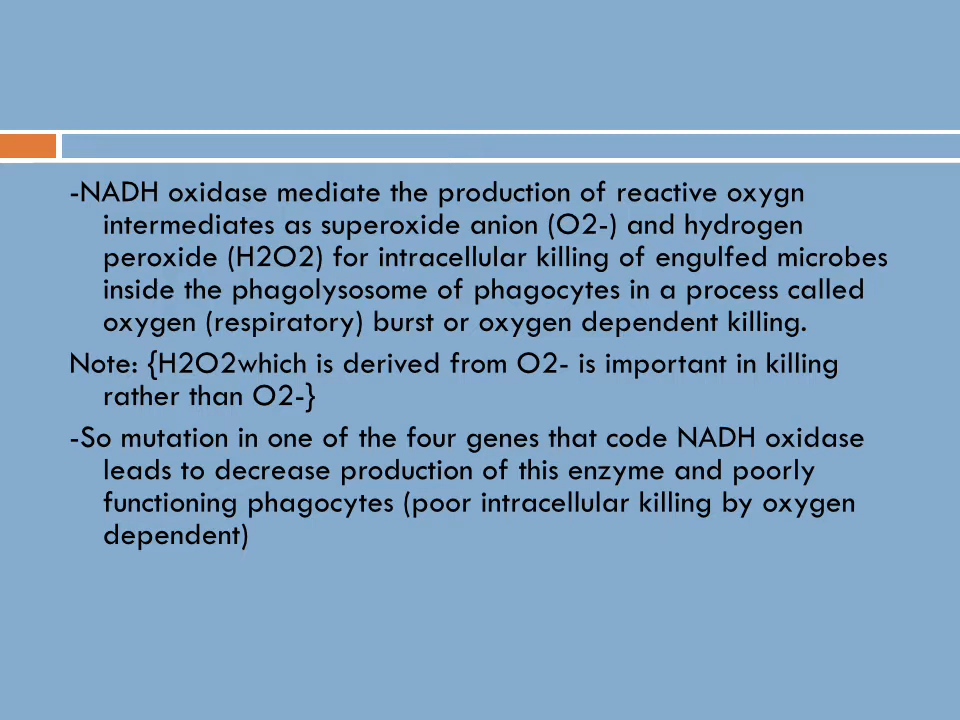 -NADH oxidase mediate the production of reactive oxygn
intermediates as superoxide anion (O2-) and hydrogen
peroxide (H2O2) for intracellular killing of engulfed microbes
inside the phagolysosome of phagocytes in a process called
oxygen (respiratory) burst or oxygen dependent killing.
Note: {H2O2which is derived from O2- is important in killing
rather than O2-}
-So mutation in one of the four genes that code NADH oxidase
leads to decrease production of this enzyme and poorly
functioning phagocytes (poor intracellular killing by oxygen
dependent)